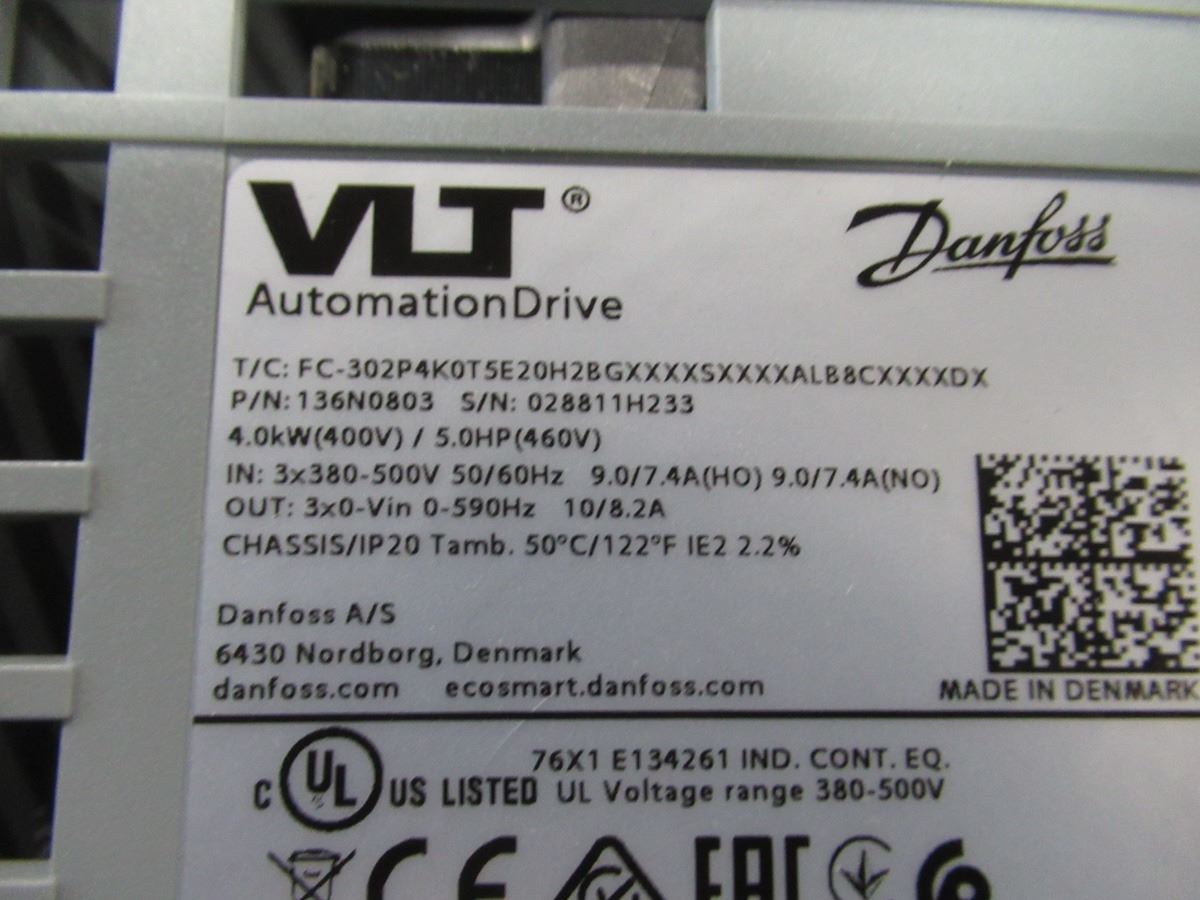 VLT®
Danfoss
AutomationDrive
T/C: FC-302P4K0T5E20H2BGXXXXSXXXXALB8CXXXXDX
P/N: 136N0803 S/N: 028811H233
4.0kW(400V) / 5.0HP(460V)
IN: 3x380-500V 50/60Hz 9.0/7.4A(HO) 9.0/7.4A(NO)
OUT: 3x0-Vin 0-590Hz 10/8.2A
CHASSIS/IP20 Tamb. 50°C/122°F IE2 2.2%
Danfoss A/S
6430 Nordborg, Denmark
danfoss.com ecosmart.danfoss.com
MADE IN DENMARK
C UL US LISTED 76X1 E134261 IND. CONT. EQ.
UL Voltage range 380-500V
CE EAC